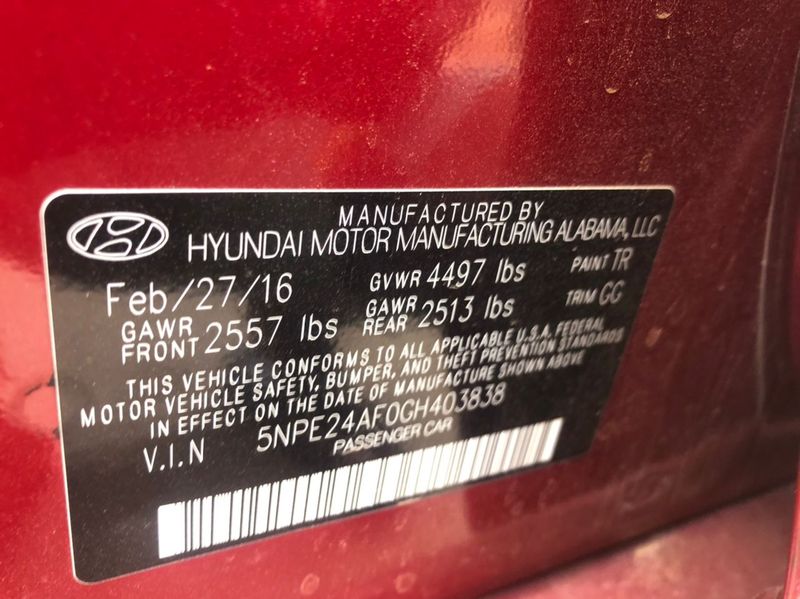 MANUFACTURED BY
HYUNDAI MOTOR MANUFACTURING ALABAMA, LLC
Feb/27/16 GVWR 4497 lbs PAINT TR
GAWR FRONT 2557 lbs GAWR REAR 2513 lbs TRIM GG
THIS VEHICLE CONFORMS TO ALL APPLICABLE U.S.A. FEDERAL
MOTOR VEHICLE SAFETY, BUMPER, AND THEFT PREVENTION STANDARDS
IN EFFECT ON THE DATE OF MANUFACTURE SHOWN ABOVE
V.I.N 5NPE24AF0GH403838
PASSENGER CAR